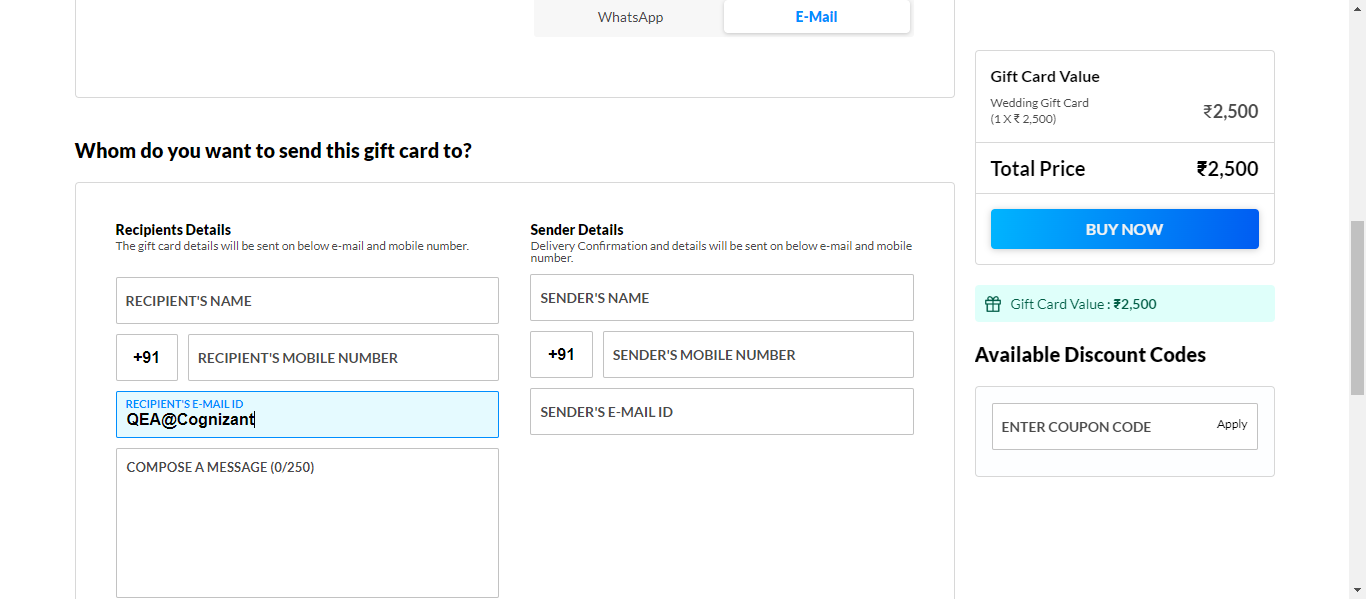 WhatsApp
E-Mail
Whom do you want to send this gift card to?
Recipients Details
The gift card details will be sent on below e-mail and mobile number.
RECIPIENT'S NAME
+91
RECIPIENT'S MOBILE NUMBER
RECIPIENT'S E-MAIL ID
QEA@Cognizant
COMPOSE A MESSAGE (0/250)
Sender Details
Delivery Confirmation and details will be sent on below e-mail and mobile
number.
SENDER'S NAME
+91
SENDER'S MOBILE NUMBER
SENDER'S E-MAIL ID
Gift Card Value
Wedding Gift Card
(1 X ₹ 2,500)
₹2,500
Total Price
₹2,500
BUY NOW
Gift Card Value : ₹2,500
Available Discount Codes
ENTER COUPON CODE
Apply